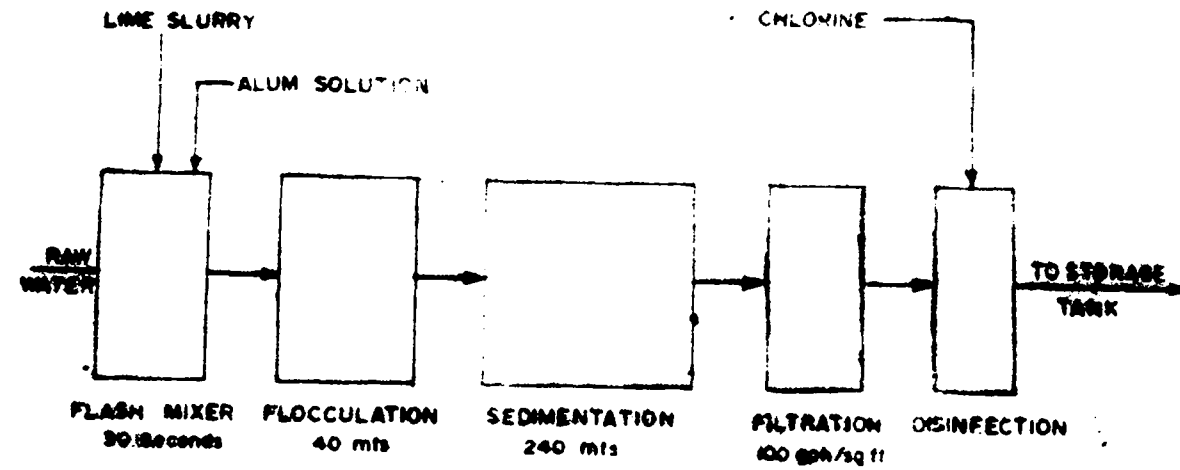 LIME SLURRY
CHLORINE
ALUM SOLUTION
RAW
WATER
TO STORAGE
TANK
FLASH MIXER
Seconds
FLOCCULATION
40 mts
SEDIMENTATION
240 mts
FILTRATION
100 gph/sq ft
DISINFECTION